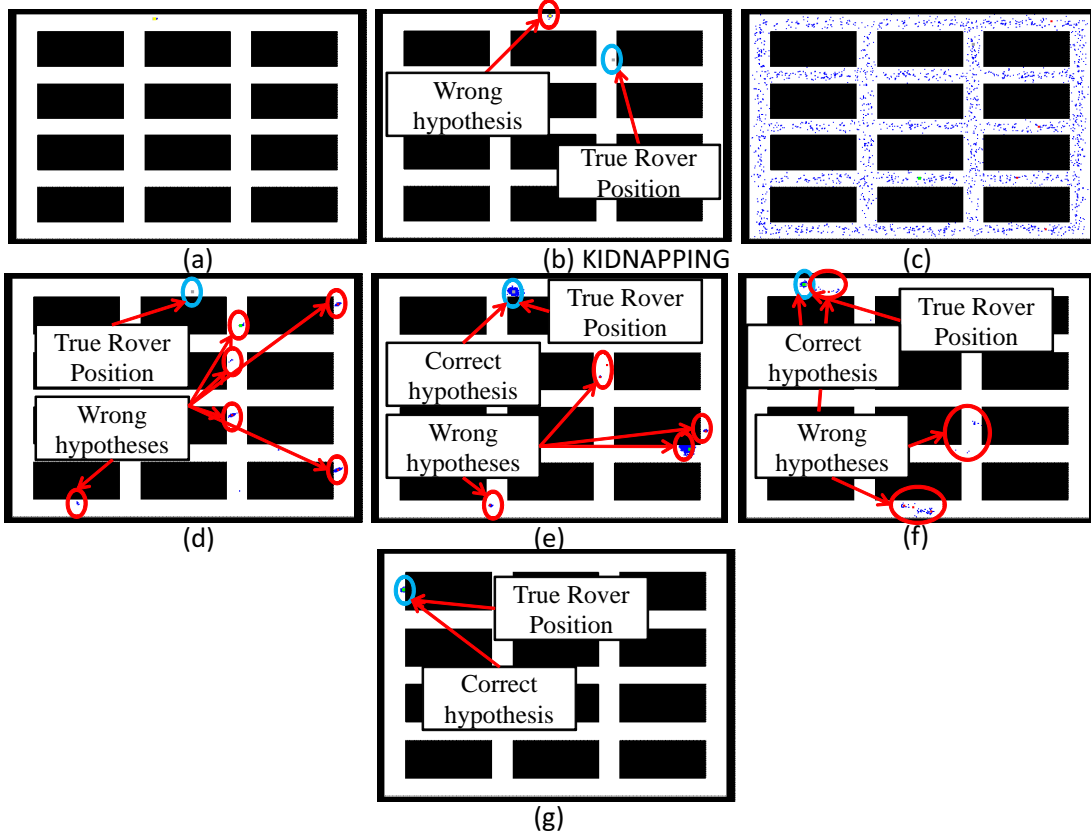 Wrong
hypothesis
True Rover
Position
(a)
(b) KIDNAPPING
(c)
True Rover
Position
Wrong
hypotheses
(d)
True Rover
Position
Correct
hypothesis
Wrong
hypotheses
(e)
True Rover
Position
Correct
hypothesis
Wrong
hypotheses
(f)
True Rover
Position
Correct
hypothesis
(g)